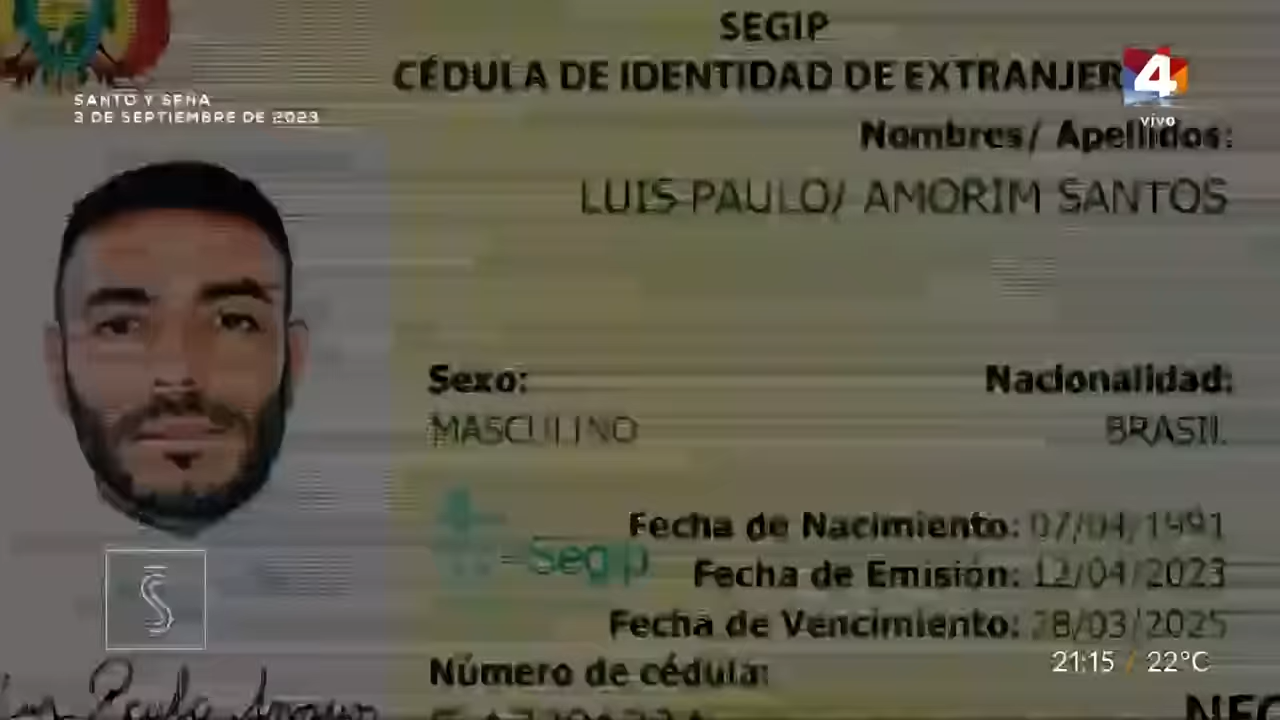 SEGIP
CÉDULA DE IDENTIDAD DE EXTRANJER
4
vivo
SANTO Y SEÑA
3 DE SEPTIEMBRE DE 2023
Nombres/ Apellidos:
LUIS PAULO/ AMORIM SANTOS
Sexo:
Nacionalidad:
MASCULINO
BRASIL
Fecha de Nacimiento: 07/04/1991
Segip
Fecha de Emisión: 12/04/2023
Fecha de Vencimiento: 28/03/2025
S
21:15 / 22°C
Número de cédula: